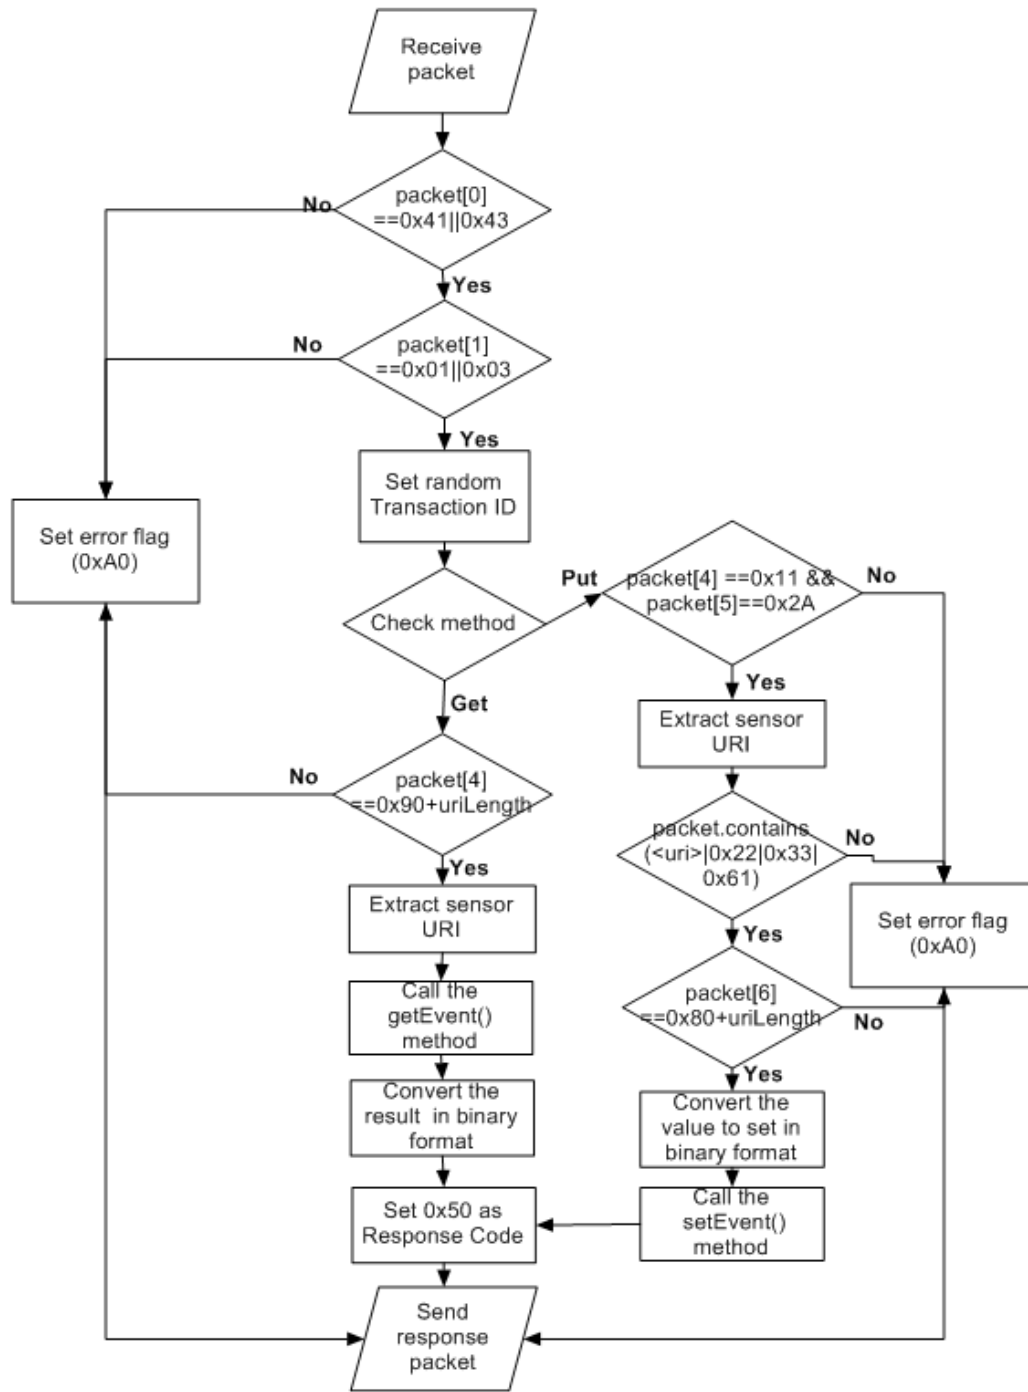 Receive
packet
packet[0]
==0x41||0x43
No
Yes
packet[1]
==0x01||0x03
No
Yes
Set random
Transaction ID
Set error flag
(0xA0)
Check method
Put
packet[4] ==0x11 &&
packet[5]==0x2A
No
Yes
Get
Extract sensor
URI
packet[4]
==0x90+uriLength
No
Yes
packet.contains
(<uri>|0x22|0x33|
0x61)
No
Yes
Extract sensor
URI
Set error flag
(0xA0)
Call the
getEvent()
method
packet[6]
==0x80+uriLength
No
Yes
Convert the
result in binary
format
Convert the
value to set in
binary format
Set 0x50 as
Response Code
Call the
setEvent()
method
Send
response
packet